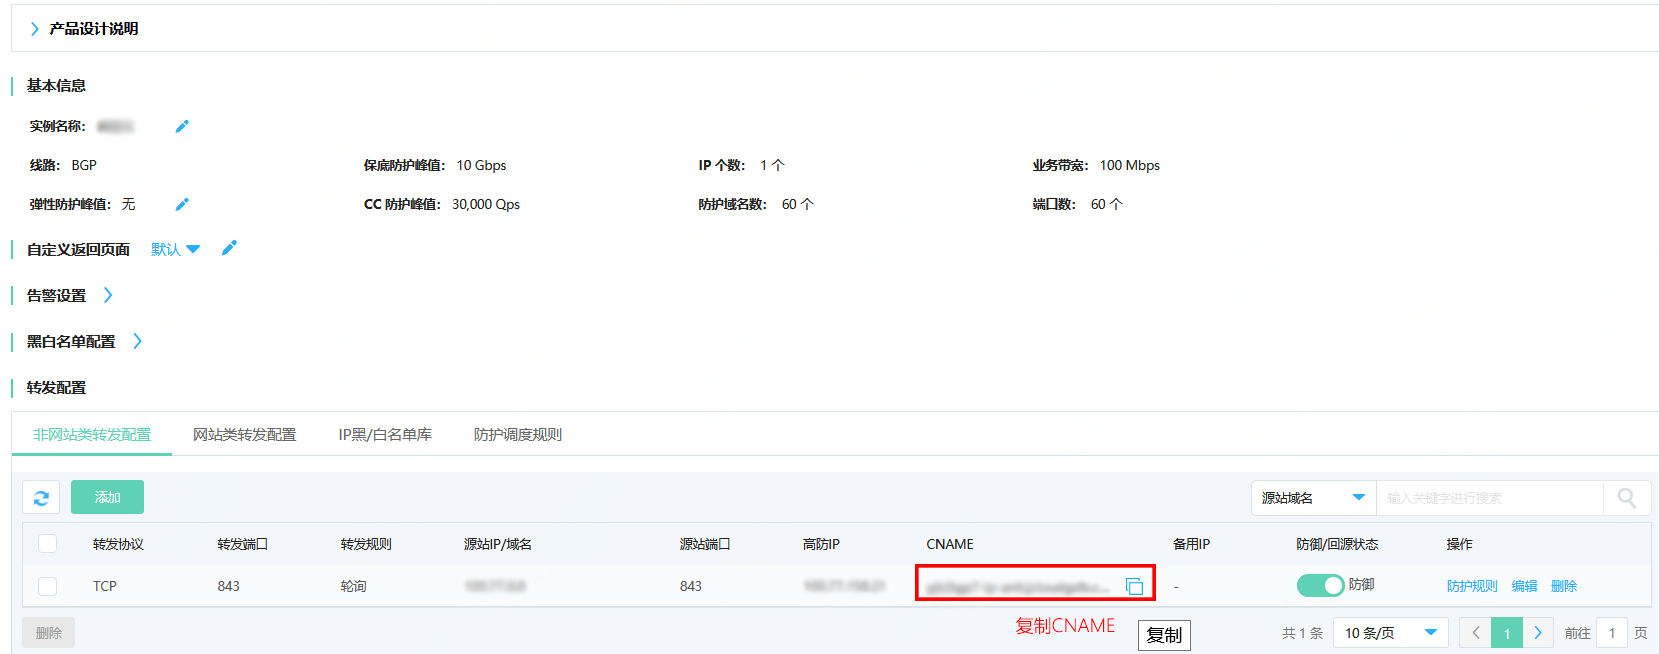 产品设计说明
基本信息
实例名称:
线路: BGP 保底防护峰值: 10 Gbps IP 个数: 1 个 业务带宽: 100 Mbps
弹性防护峰值: 无 CC 防护峰值: 30,000 Qps 防护域名数: 60 个 端口数: 60 个
自定义返回页面 默认
告警设置
黑白名单配置
转发配置
非网站类转发配置 网站类转发配置 IP黑/白名单库 防护调度规则
添加 源站域名 输入关键字进行搜索
转发协议 转发端口 转发规则 源站IP/域名 源站端口 高防IP CNAME 备用IP 防御/回源状态 操作
TCP 843 轮询 843 - 防御 防护规则 编辑 删除
复制CNAME 复制
删除 共 1 条 10 条/页 1 前往 1 页